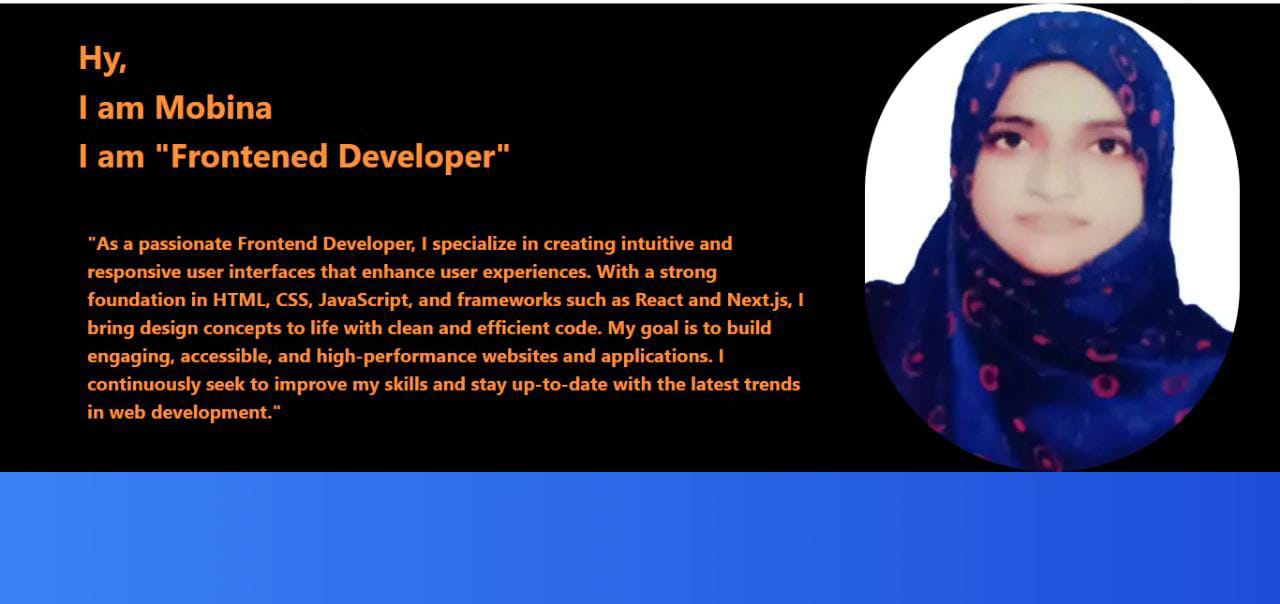 Hy,
I am Mobina
I am "Frontened Developer"
"As a passionate Frontend Developer, I specialize in creating intuitive and
responsive user interfaces that enhance user experiences. With a strong
foundation in HTML, CSS, JavaScript, and frameworks such as React and Next.js, I
bring design concepts to life with clean and efficient code. My goal is to build
engaging, accessible, and high-performance websites and applications. I
continuously seek to improve my skills and stay up-to-date with the latest trends
in web development."